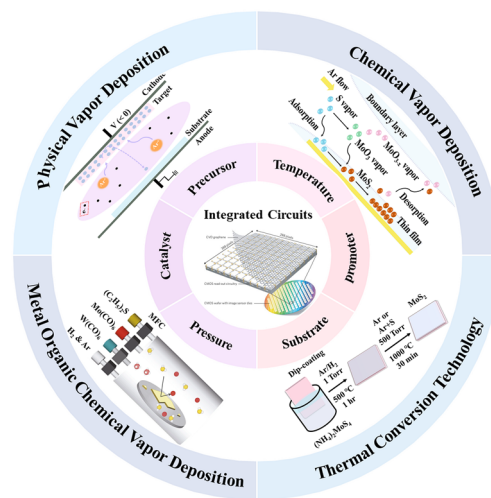 Physical Vapor Deposition
Chemical Vapor Deposition
Metal Organic Chemical Vapor Deposition
Thermal Conversion Technology
Precursor
Temperature
Catalyst
promoter
Pressure
Substrate
Integrated Circuits
Cathode
Target
V (< 0)
Substrate
Anode
Ar flow
S vapor
Boundary layer
Adsorption
MoO₃ vapor
MoO₃₋ₓ vapor
MoS₂
Desorption
Thin film
(C₂H₅)₂S
Mo(CO)₆
W(CO)₆
H₂ & Ar
MFC
Dip-coating
(NH₄)₂MoS₄
Ar/H₂
1 Torr
500 °C
1 hr
Ar or
Ar+S
500 Torr
1000 °C
30 min
MoS₂